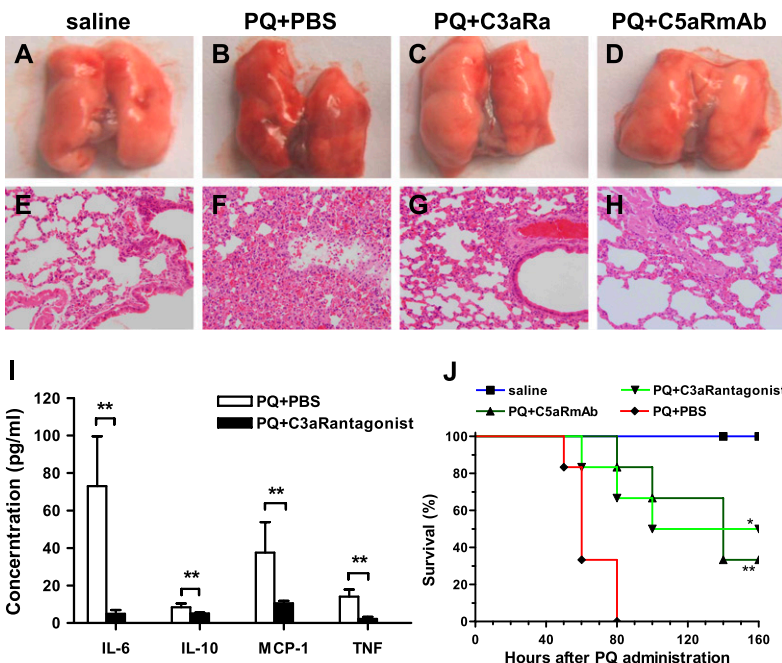 saline PQ+PBS PQ+C3aRa PQ+C5aRmAb
A B C D
E F G H
I
120
100
80
60
40
20
0
Concerntration (pg/ml)
PQ+PBS
PQ+C3aRantagonist
** ** ** **
IL-6 IL-10 MCP-1 TNF
J
saline PQ+C3aRantagonist
PQ+C5aRmAb PQ+PBS
100
80
60
40
20
0
Survival (%)
*
**
0 40 60 80 120 160
Hours after PQ administration